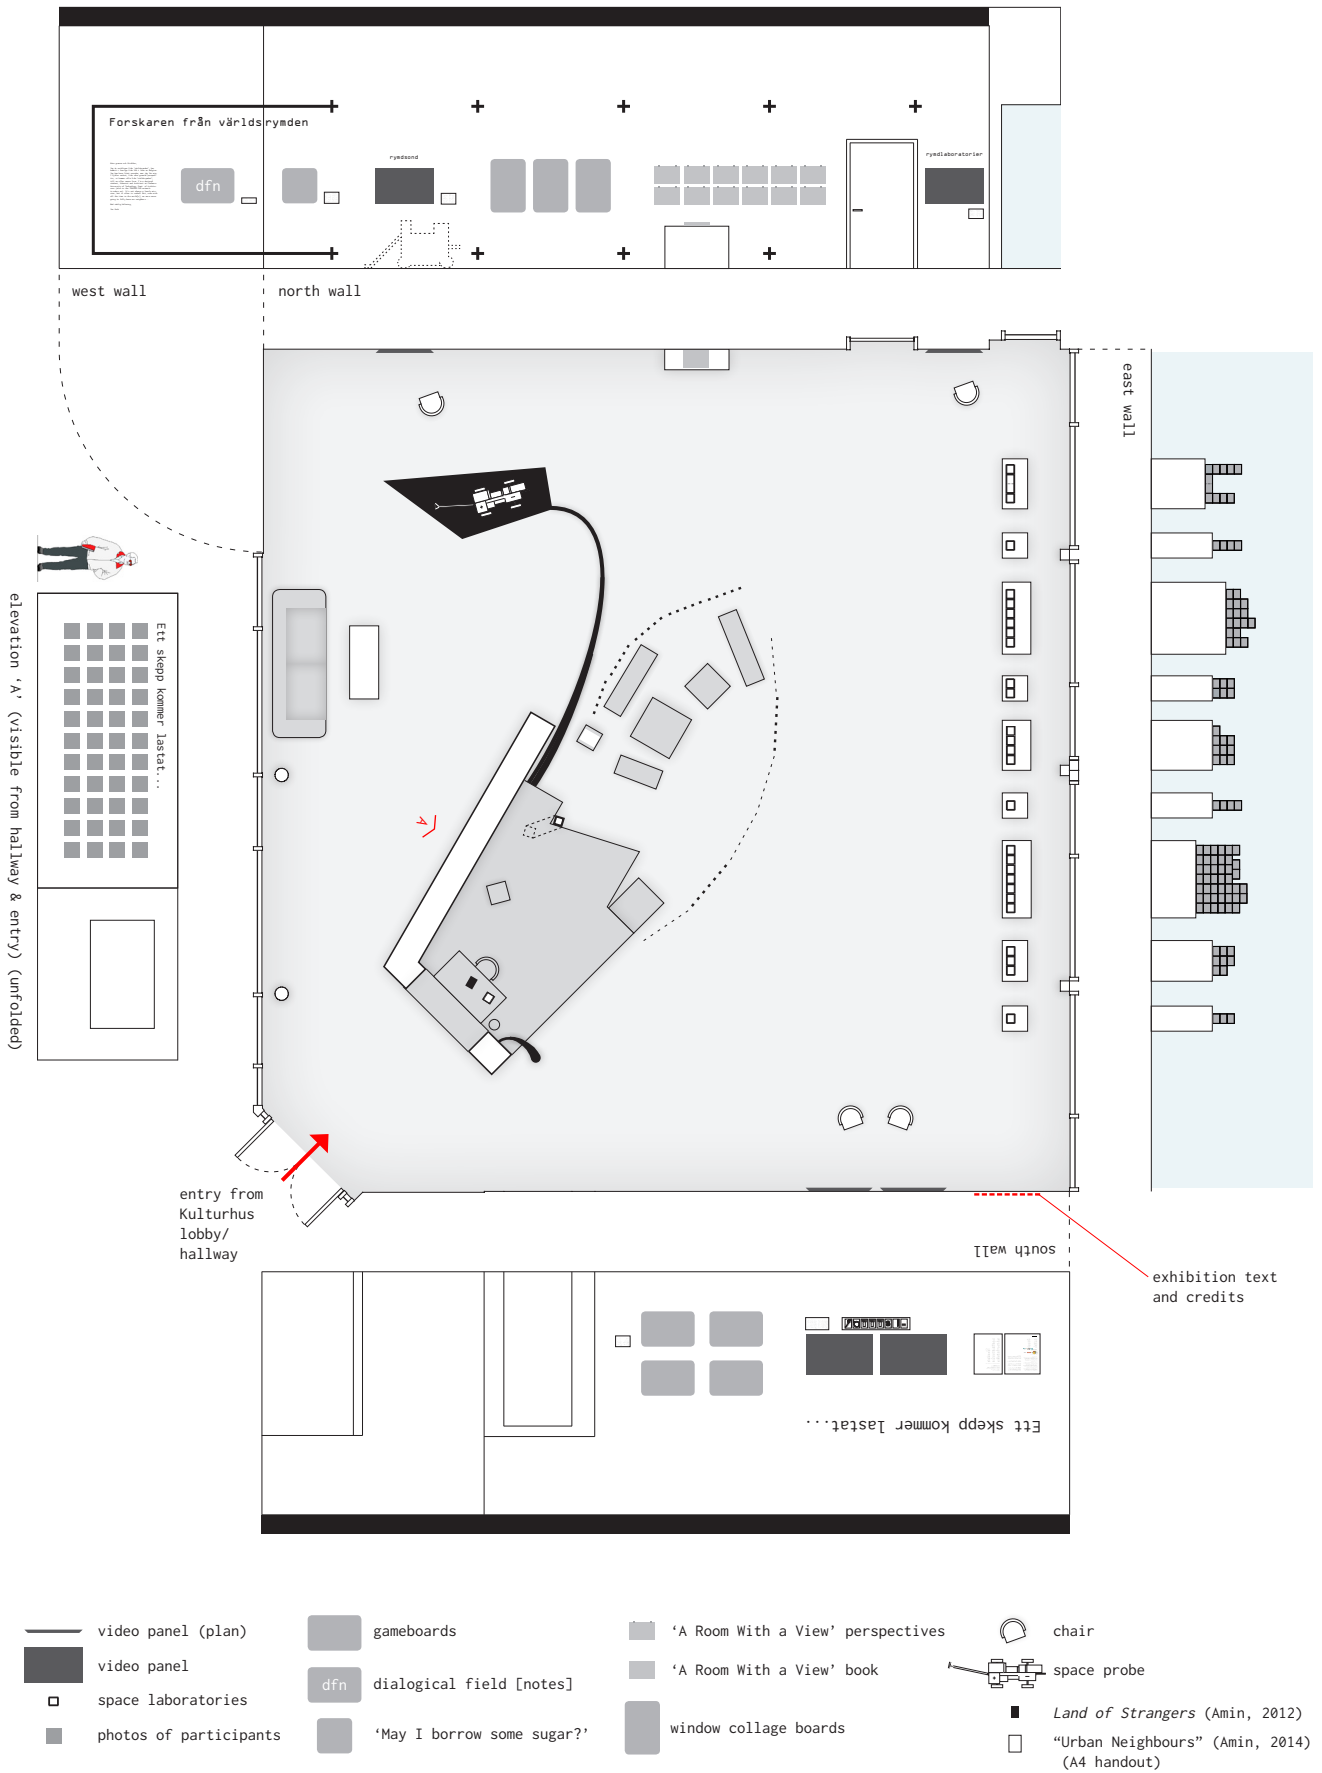 Forskaren från världsrymden
dfn
rymdsond
rymdlaboratorier
west wall
north wall
east wall
elevation ‘A’ (visible from hallway & entry) (unfolded)
Ett skepp kommer lastat...
A
entry from
Kulturhus
lobby/
hallway
south wall
exhibition text
and credits
Ett skepp kommer lastat...
video panel (plan)
video panel
space laboratories
photos of participants
gameboards
dfn
dialogical field [notes]
‘May I borrow some sugar?’
‘A Room With a View’ perspectives
‘A Room With a View’ book
window collage boards
chair
space probe
Land of Strangers (Amin, 2012)
“Urban Neighbours” (Amin, 2014)
(A4 handout)